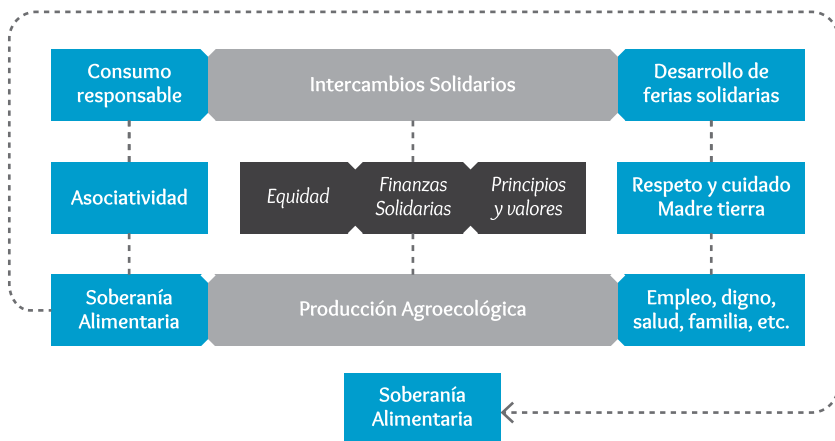 Consumo
responsable
Intercambios Solidarios
Desarrollo de
ferias solidarias
Asociatividad
Equidad
Finanzas
Solidarias
Principios
y valores
Respeto y cuidado
Madre tierra
Soberanía
Alimentaria
Producción Agroecológica
Empleo, digno,
salud, familia, etc.
Soberanía
Alimentaria